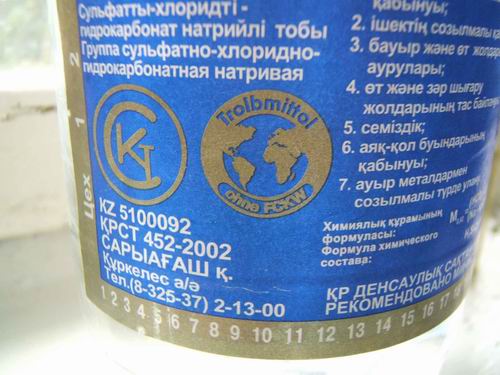 Сульфатты-хлоридті -
гидрокарбонат натрийлі тобы
Группа сульфатно-хлоридно-
гидрокарбонатная натривая
қабынуы;
2. ішектің созылмалы
3. бауыр және өт
аурулары;
4. өт және зәр шығару
жолдарының тас
5. семіздік;
6. аяқ-қол буындарының
қабынуы;
7. ауыр металдармен
созылмалы түрде
Trolbmittol
ohne FCKW
Цех 1 2
KZ 5100092
ҚРСТ 452-2002
САРЫАҒАШ Қ.
Құркелес а/ә
Тел.(8-325-37) 2-13-00
Химиялық құрамының
формуласы:
Формула химического
состава:
ҚР ДЕНСАУЛЫҚ
РЕКОМЕНДОВАНО
1 2 3 4 5 6 7 8 9 10 11 12 13 14 15 16 17